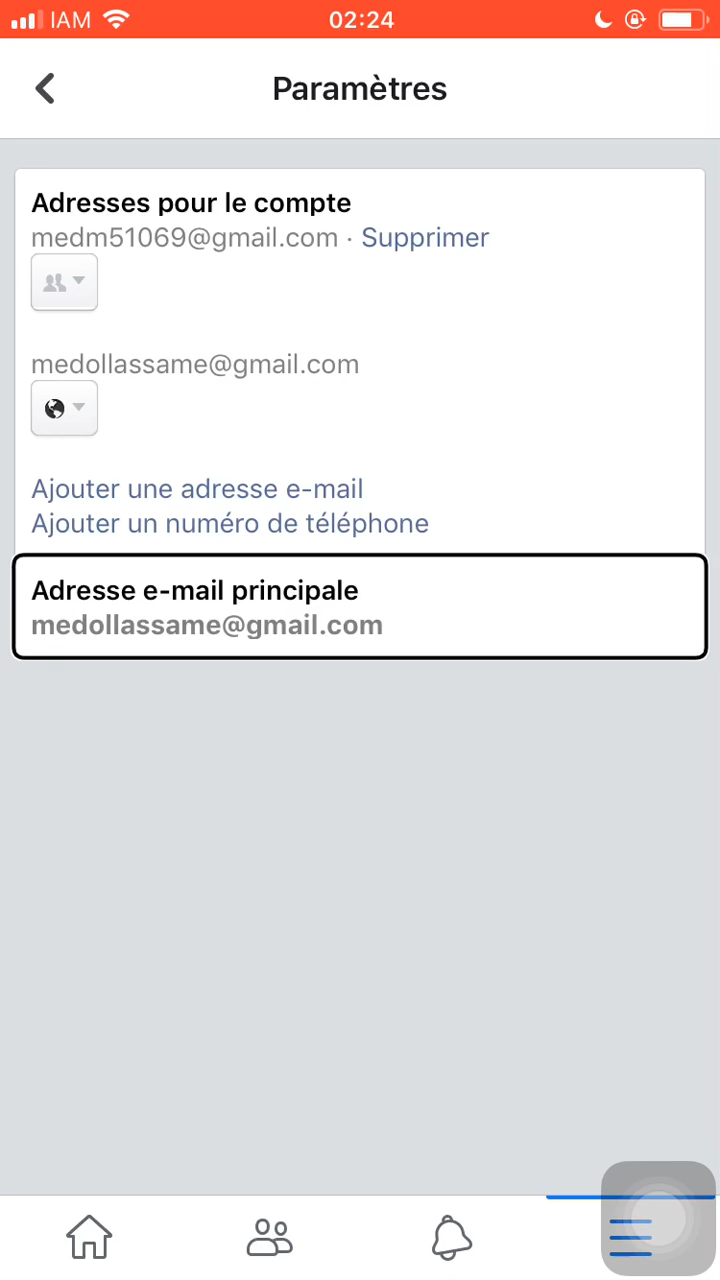 IAM 02:24
Paramètres
Adresses pour le compte
medm51069@gmail.com · Supprimer
medollassame@gmail.com
Ajouter une adresse e-mail
Ajouter un numéro de téléphone
Adresse e-mail principale
medollassame@gmail.com